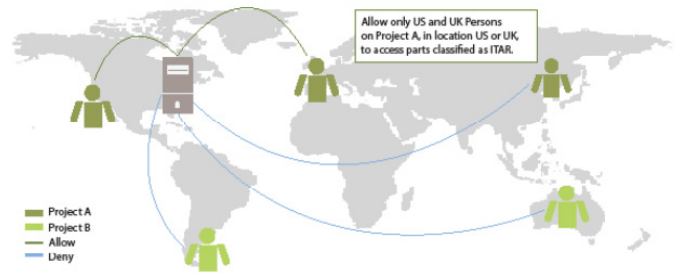 Allow only US and UK Persons
on Project A, in location US or UK,
to access parts classified as ITAR.
Project A
Project B
Allow
Deny